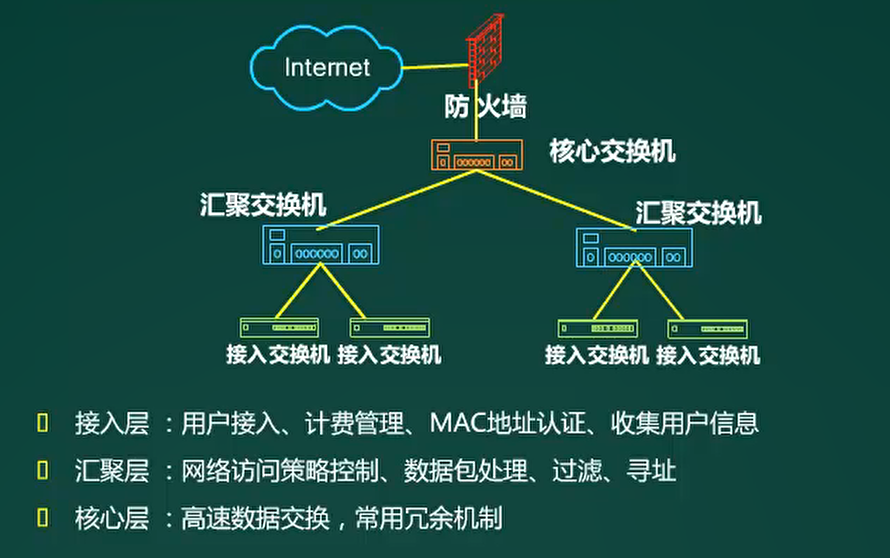 Internet
防火墙
核心交换机
汇聚交换机
汇聚交换机
接入交换机 接入交换机 接入交换机 接入交换机
接入层 ：用户接入、计费管理、MAC地址认证、收集用户信息
汇聚层 ：网络访问策略控制、数据包处理、过滤、寻址
核心层 ：高速数据交换，常用冗余机制